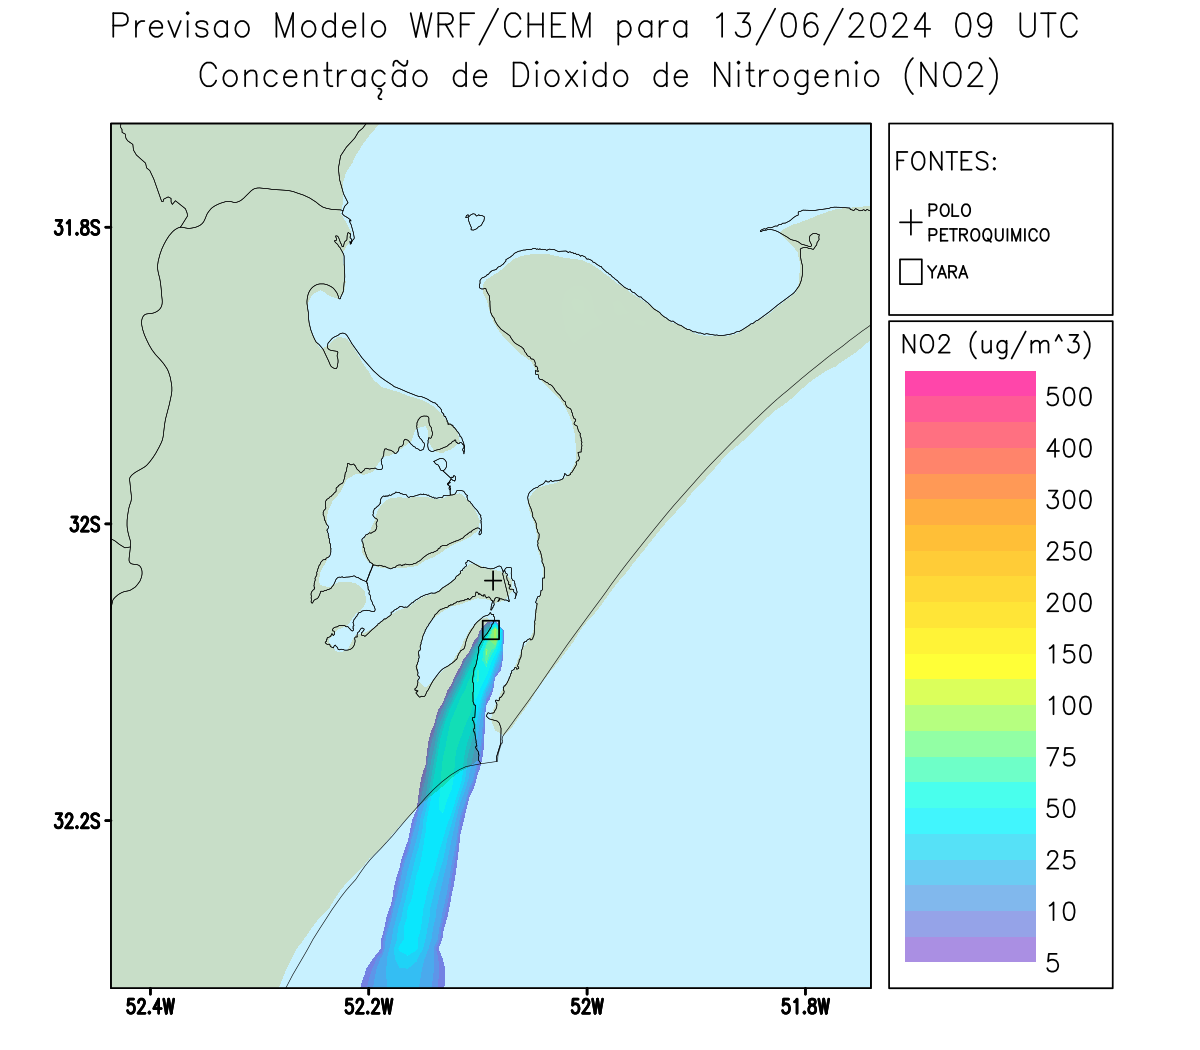 Previsao Modelo WRF/CHEM para 13/06/2024 09 UTC
Concentração de Dioxido de Nitrogenio (NO2)
FONTES:
POLO
PETROQUIMICO
YARA
NO2 (ug/m^3)
500
400
300
250
200
150
100
75
50
25
10
5
31.8S
32S
32.2S
52.4W
52.2W
52W
51.8W